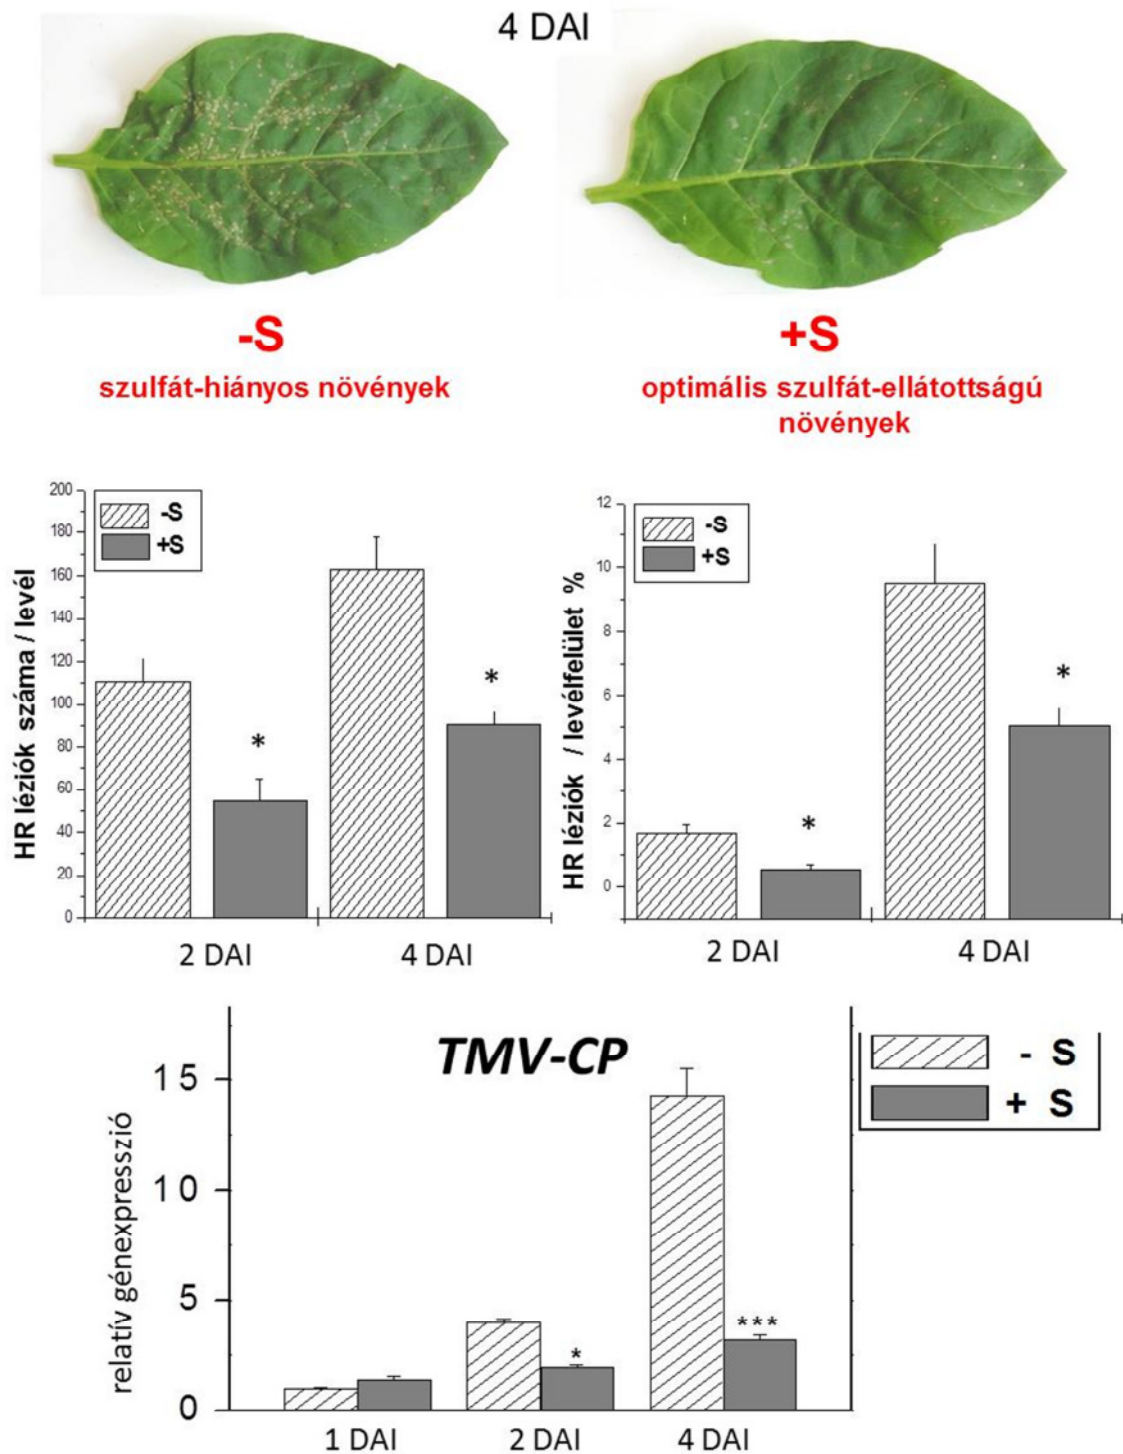 4 DAI
-S
+S
szulfát-hiányos növények
optimális szulfát-ellátottságú
növények
HR léziók száma / levél
200
180
160
140
120
100
80
60
40
20
0
-S
+S
*
*
2 DAI
4 DAI
HR léziók / levélfelület %
12
10
8
6
4
2
0
-S
+S
*
*
2 DAI
4 DAI
TMV-CP
- S
+ S
relatív génexpresszió
15
10
5
0
*
***
1 DAI
2 DAI
4 DAI